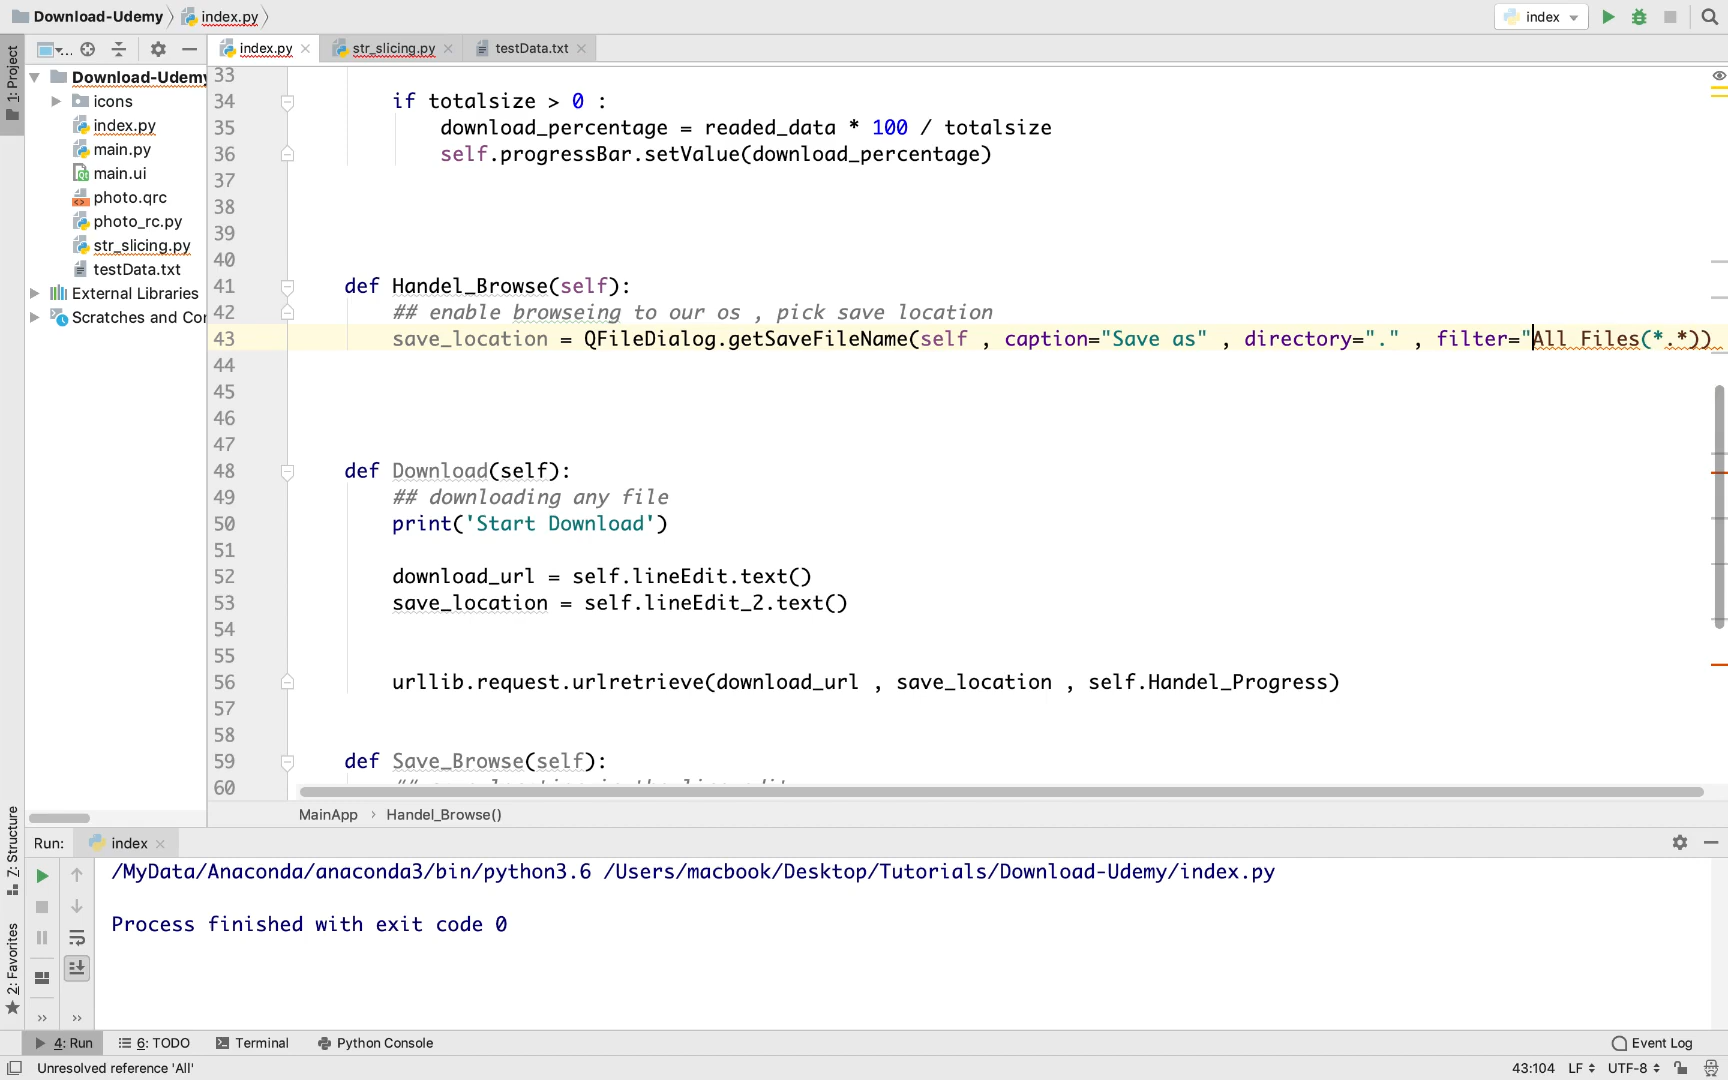 Download-Udemy index.py
index
index.py str_slicing.py testData.txt
1: Project
Download-Udemy
icons
index.py
main.py
main.ui
photo.qrc
photo_rc.py
str_slicing.py
testData.txt
External Libraries
Scratches and Cor
33
34 if totalsize > 0 :
35 download_percentage = readed_data * 100 / totalsize
36 self.progressBar.setValue(download_percentage)
37
38
39
40
41 def Handel_Browse(self):
42 ## enable browseing to our os , pick save location
43 save_location = QFileDialog.getSaveFileName(self , caption="Save as" , directory="." , filter="All Files(*.*))
44
45
46
47
48 def Download(self):
49 ## downloading any file
50 print('Start Download')
51
52 download_url = self.lineEdit.text()
53 save_location = self.lineEdit_2.text()
54
55
56 urllib.request.urlretrieve(download_url , save_location , self.Handel_Progress)
57
58
59 def Save_Browse(self):
60
MainApp › Handel_Browse()
Z: Structure
2: Favorites
Run: index
/MyData/Anaconda/anaconda3/bin/python3.6 /Users/macbook/Desktop/Tutorials/Download-Udemy/index.py
Process finished with exit code 0
4: Run 6: TODO Terminal Python Console Event Log
Unresolved reference 'All' 43:104 LF UTF-8